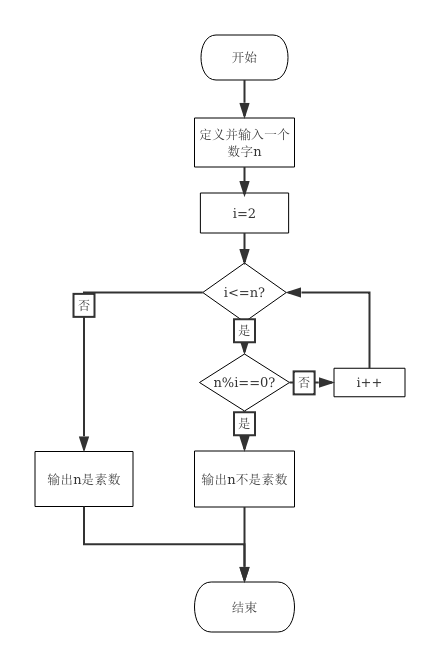 开始
定义并输入一个
数字n
i=2
i<=n?
否
是
n%i==0?
否
i++
是
输出n是素数
输出n不是素数
结束